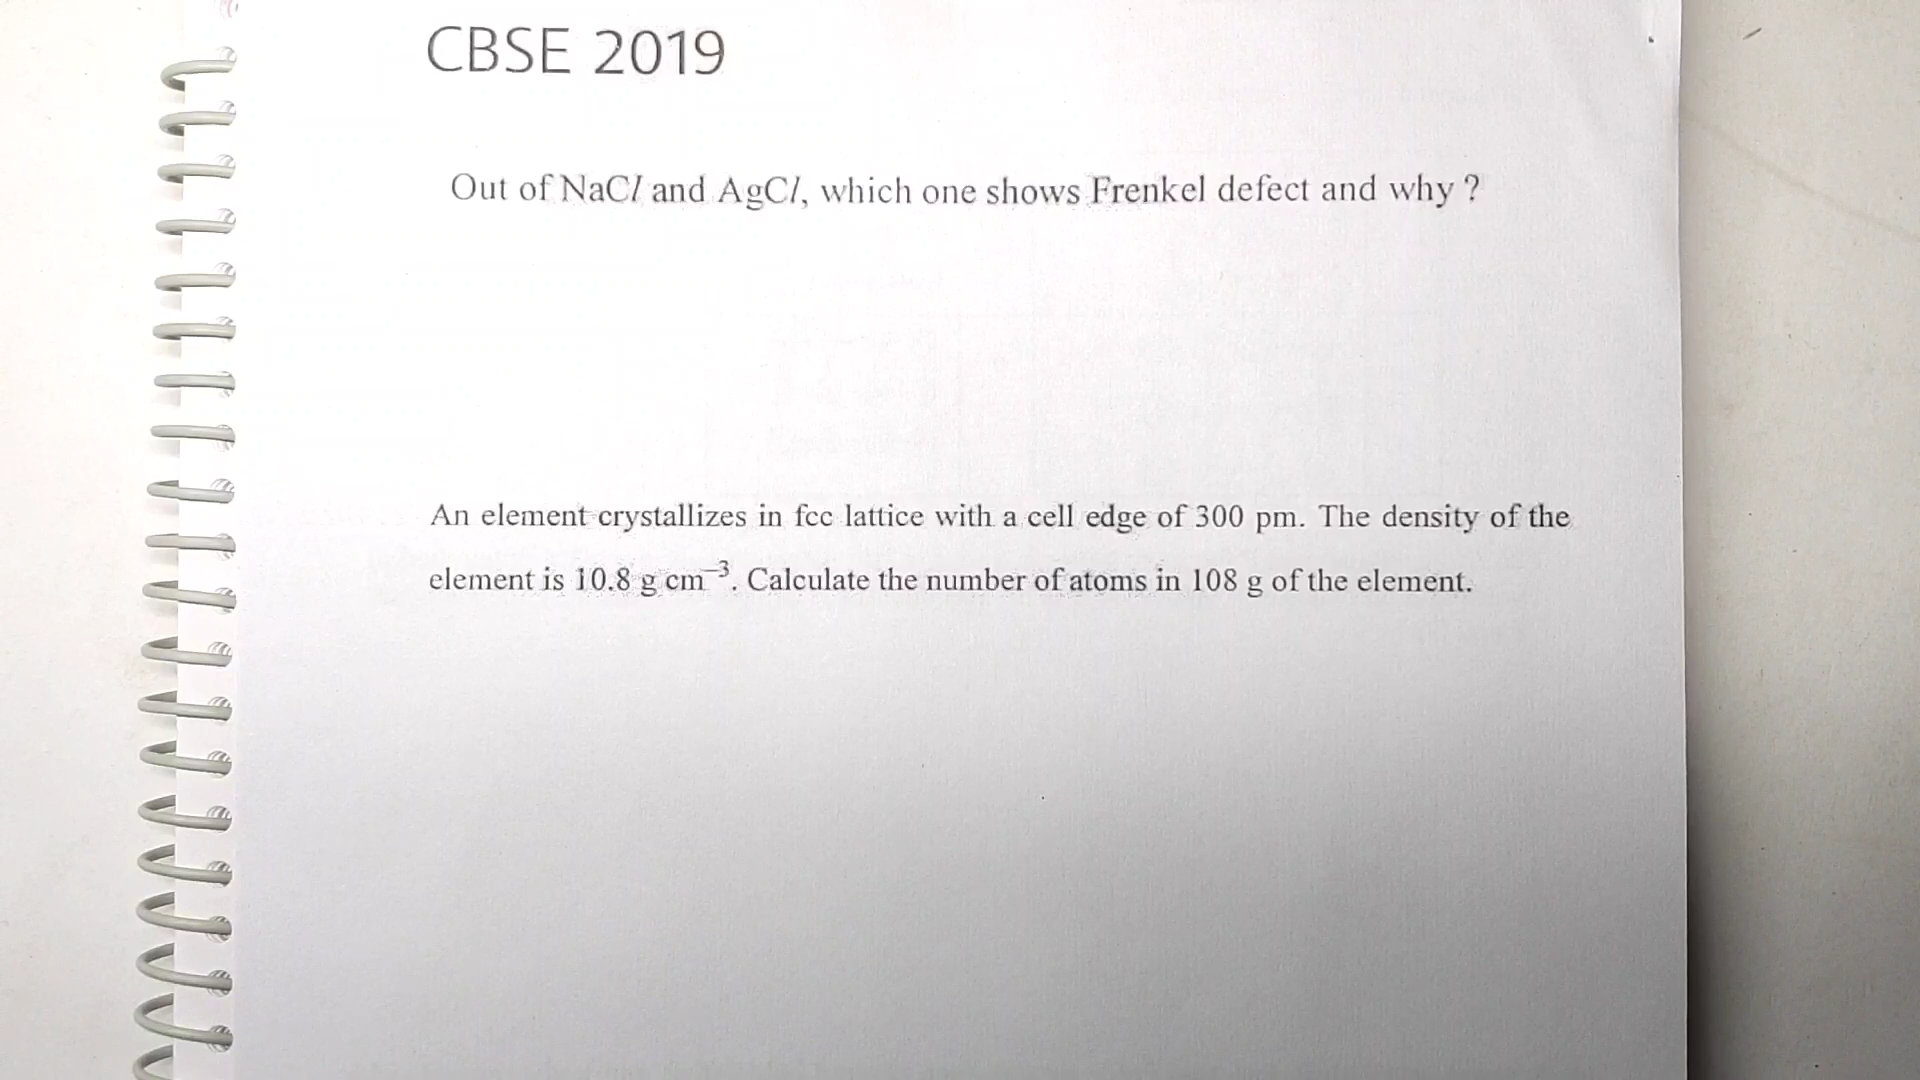 CBSE 2019
Out of NaCl and AgCl, which one shows Frenkel defect and why ?
An element crystallizes in fcc lattice with a cell edge of 300 pm. The density of the
element is 10.8 g cm⁻³. Calculate the number of atoms in 108 g of the element.